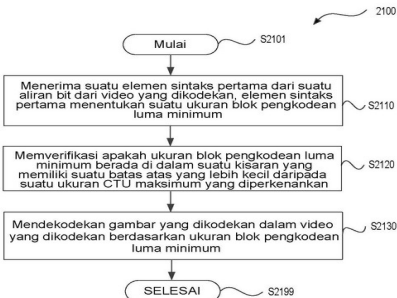 2100
Mulai
S2101
Menerima suatu elemen sintaks pertama dari suatu
aliran bit dari video yang dikodekan, elemen sintaks
pertama menentukan suatu ukuran blok pengkodean
luma minimum
S2110
Memverifikasi apakah ukuran blok pengkodean luma
minimum berada di dalam suatu kisaran yang
memiliki suatu batas atas yang lebih kecil daripada
suatu ukuran CTU maksimum yang diperkenankan
S2120
Mendekodekan gambar yang dikodekan dalam video
yang dikodekan berdasarkan ukuran blok pengkodean
luma minimum
S2130
SELESAI
S2199